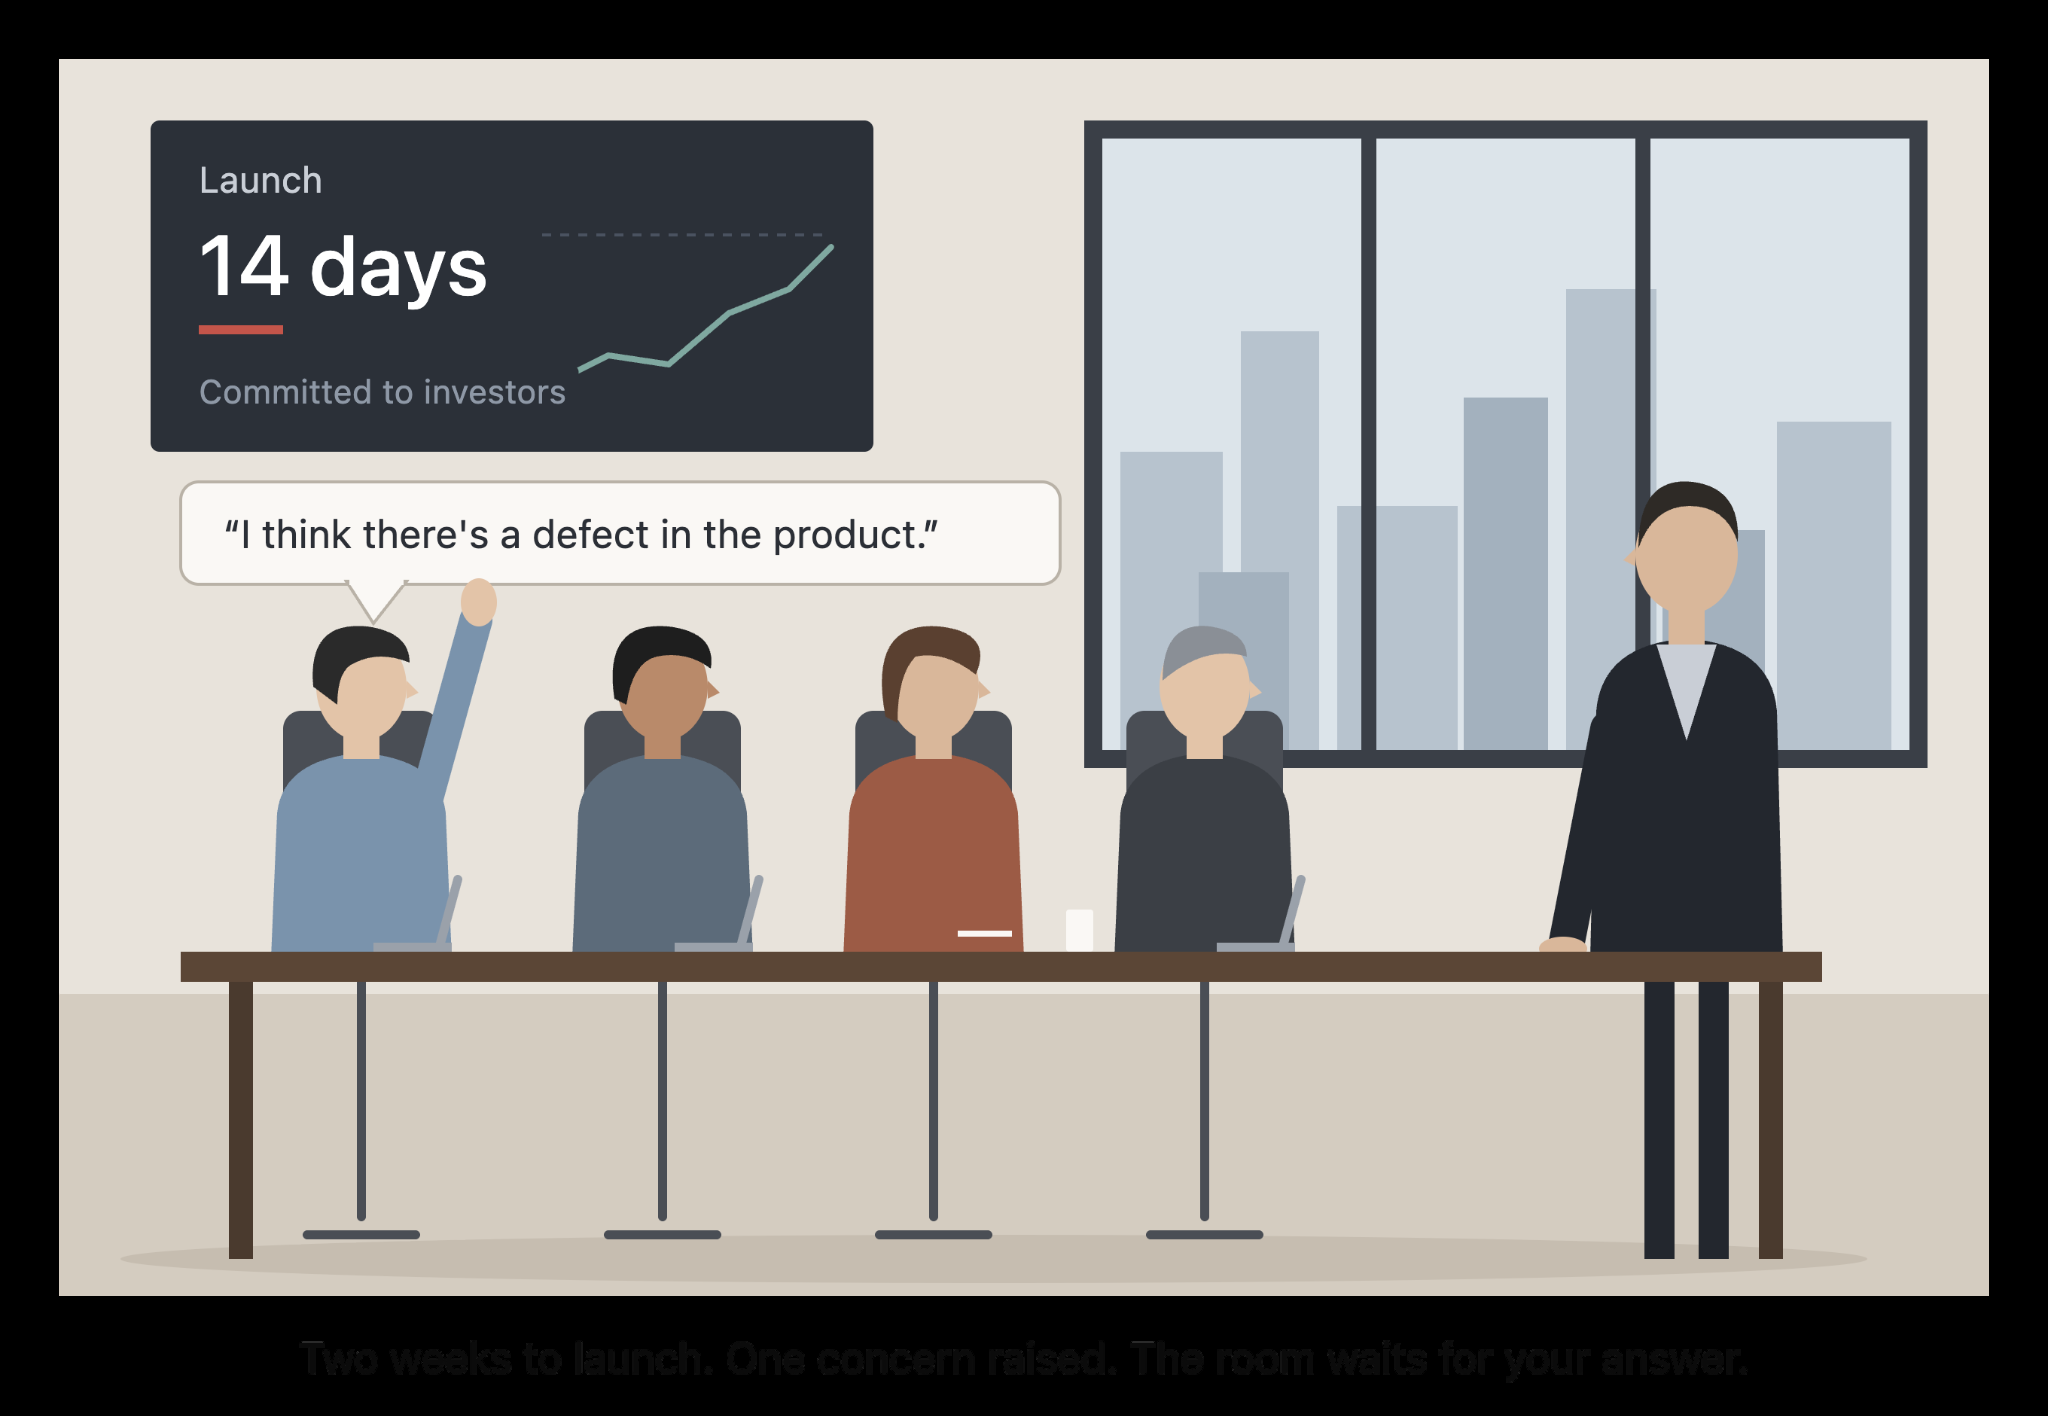 Launch
14 days
Committed to investors
“I think there's a defect in the product.”
Two weeks to launch. One concern raised. The room waits for your answer.